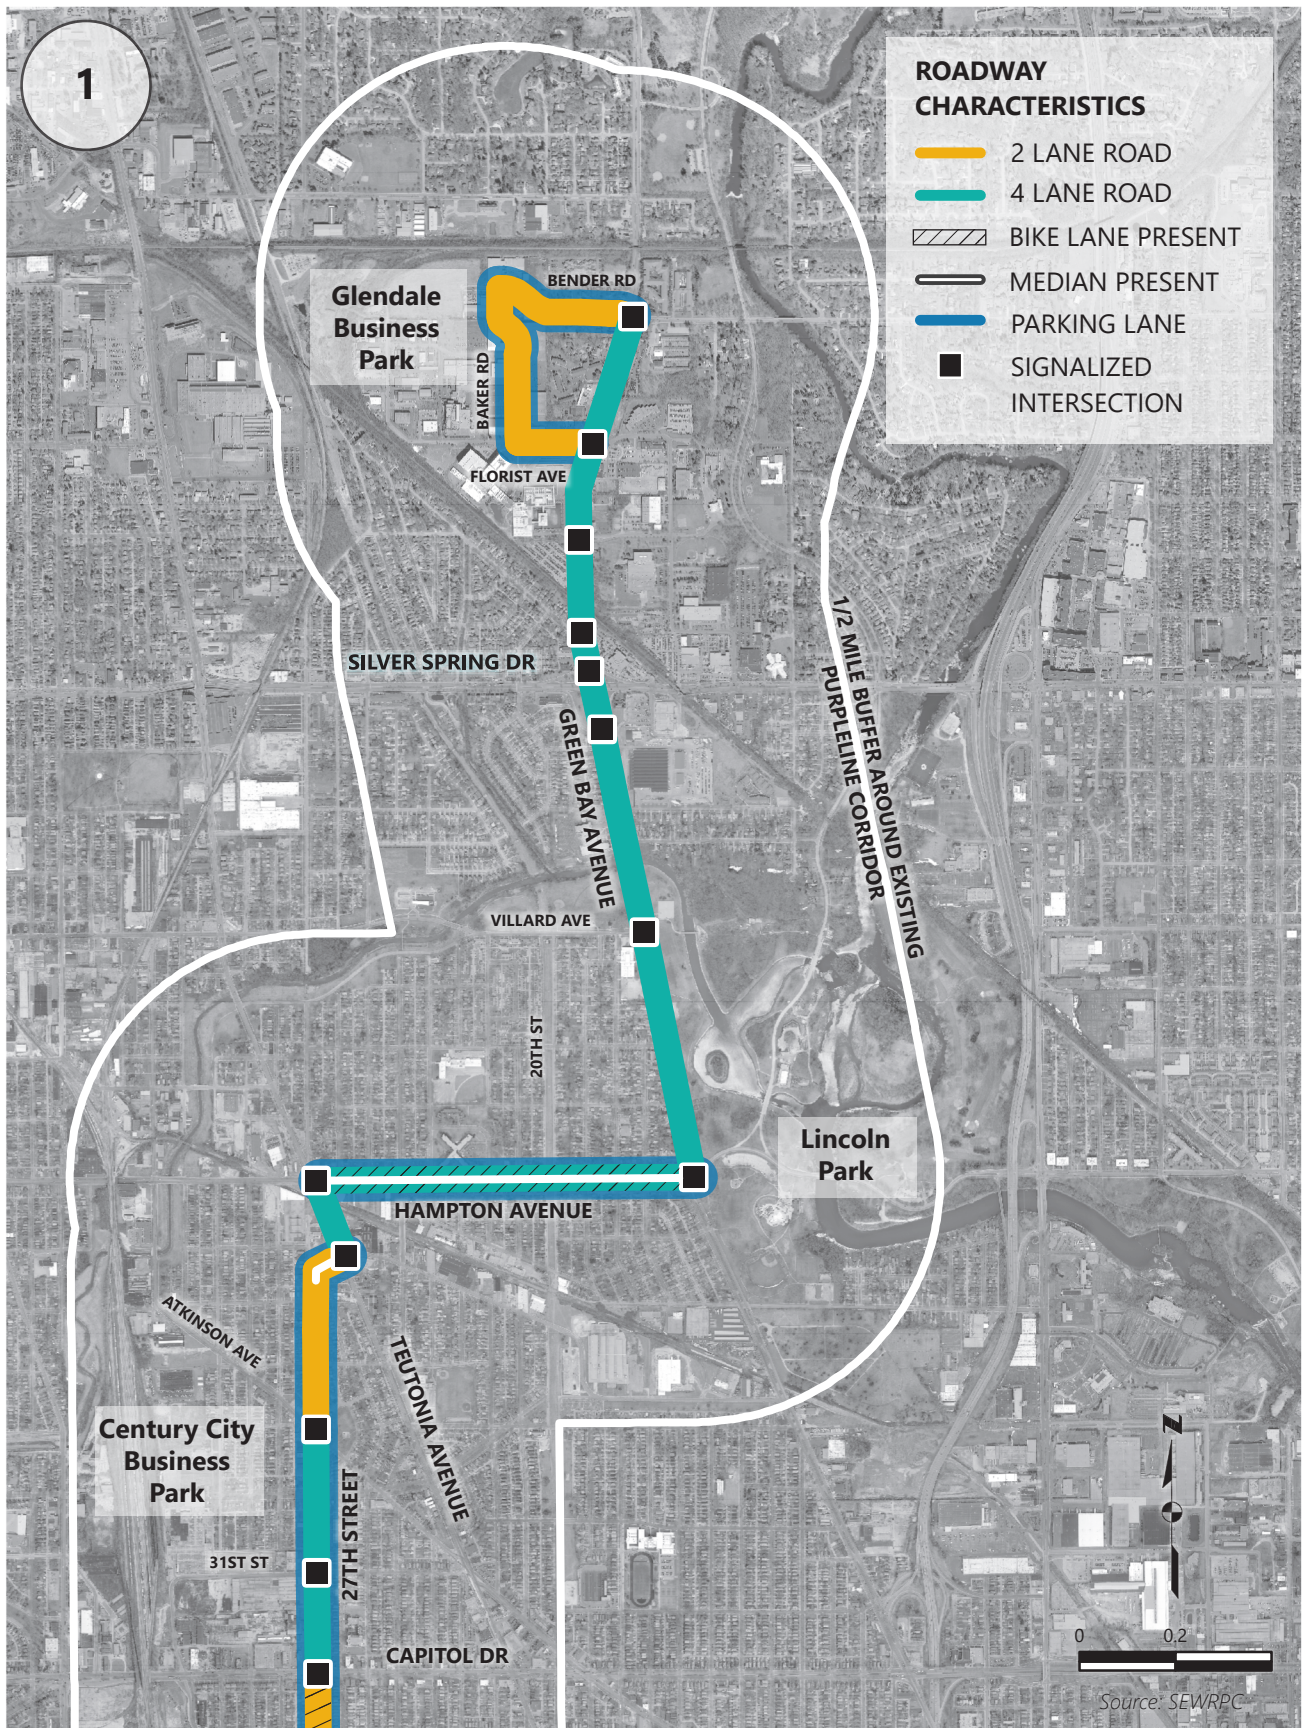 1
ROADWAY
CHARACTERISTICS
2 LANE ROAD
4 LANE ROAD
BIKE LANE PRESENT
MEDIAN PRESENT
PARKING LANE
SIGNALIZED
INTERSECTION
Glendale
Business
Park
BENDER RD
BAKER RD
FLORIST AVE
SILVER SPRING DR
GREEN BAY AVENUE
1/2 MILE BUFFER AROUND EXISTING
PURPLELINE CORRIDOR
VILLARD AVE
20TH ST
Lincoln
Park
HAMPTON AVENUE
ATKINSON AVE
TEUTONIA AVENUE
Century City
Business
Park
27TH STREET
31ST ST
CAPITOL DR
N
0 0.2
Source: SEWRPC